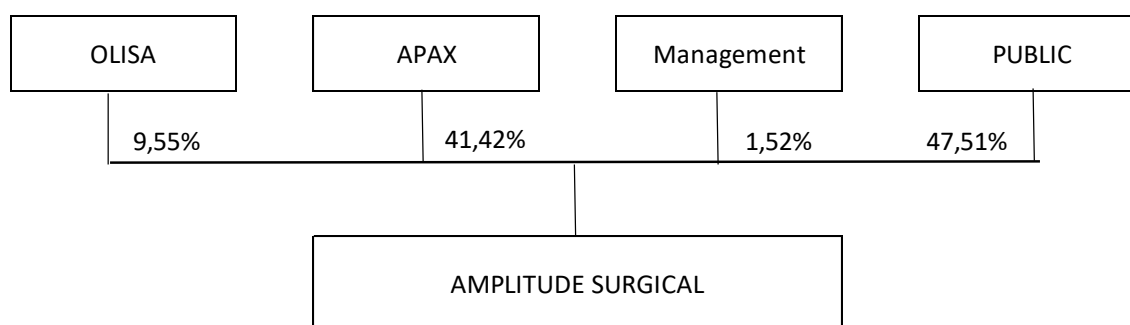 OLISA
APAX
Management
PUBLIC
9,55%
41,42%
1,52%
47,51%
AMPLITUDE SURGICAL